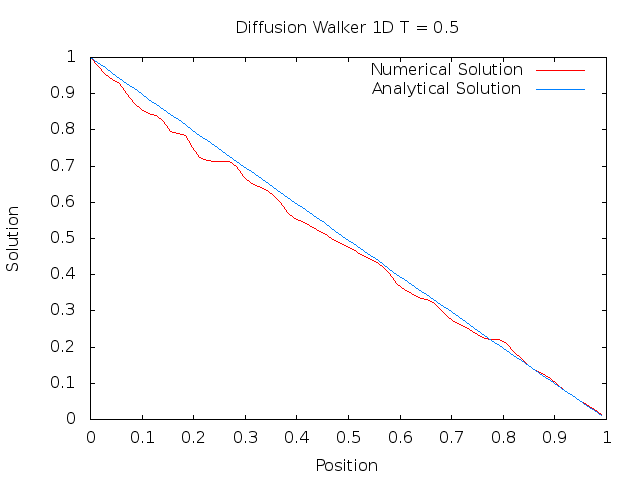 Diffusion Walker 1D T = 0.5
Numerical Solution
Analytical Solution
1
0.9
0.8
0.7
0.6
0.5
0.4
0.3
0.2
0.1
0
Solution
0 0.1 0.2 0.3 0.4 0.5 0.6 0.7 0.8 0.9 1
Position